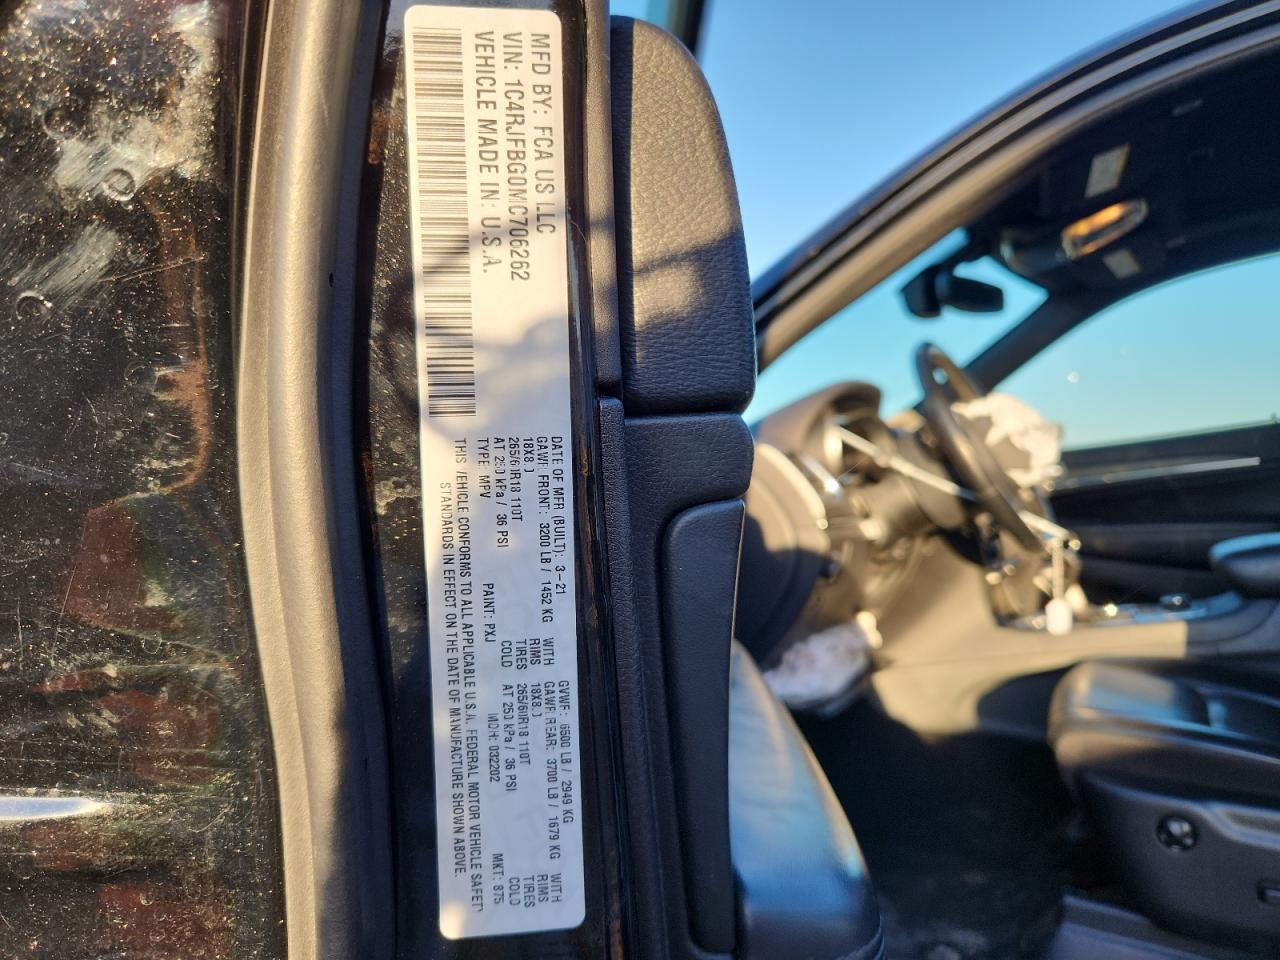 MFD BY: FCA US LLC
VIN: 1C4RJFBG0MC706262
VEHICLE MADE IN U.S.A.
DATE OF MFR (BUILT): 3-21 GVWR: 6500 LB / 2949 KG
GAWR FRONT: 3200 LB / 1452 KG WITH GAWR REAR: 3700 LB / 1679 KG WITH
18X8.0 RIMS 18X8.0 RIMS
265/60R18 110T TIRES 265/60R18 110T TIRES
AT 250 kPa / 36 PSI COLD AT 250 kPa / 36 PSI COLD
TYPE: MPV PAINT: PXJ MDH: 032202 MKT: 875
THIS VEHICLE CONFORMS TO ALL APPLICABLE U.S.A. FEDERAL MOTOR VEHICLE SAFETY
STANDARDS IN EFFECT ON THE DATE OF MANUFACTURE SHOWN ABOVE.